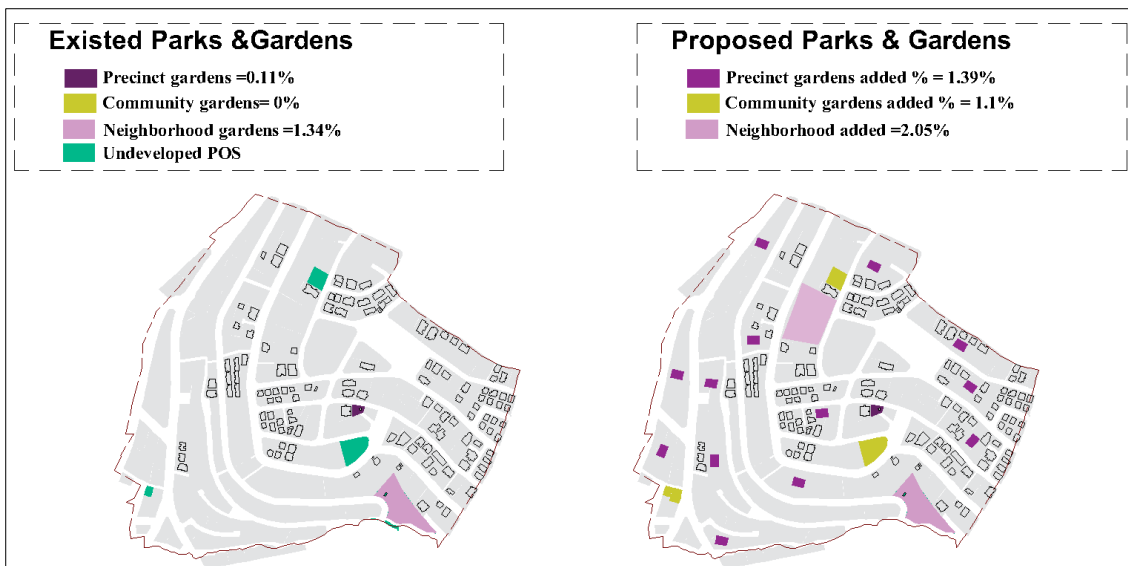 Existed Parks &Gardens
Precinct gardens =0.11%
Community gardens= 0%
Neighborhood gardens =1.34%
Undeveloped POS
Proposed Parks & Gardens
Precinct gardens added % = 1.39%
Community gardens added % = 1.1%
Neighborhood added =2.05%